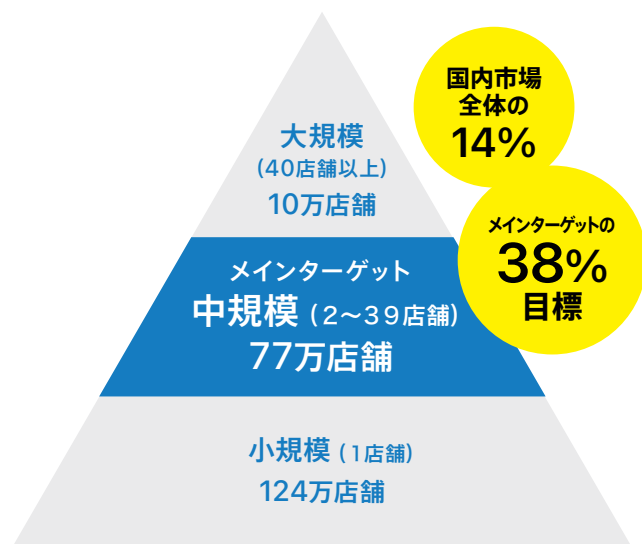 国内市場
全体の
14%
大規模
(40店舗以上)
10万店舗
メインターゲットの
38%
目標
メインターゲット
中規模 (2～39店舗)
77万店舗
小規模 (1店舗)
124万店舗